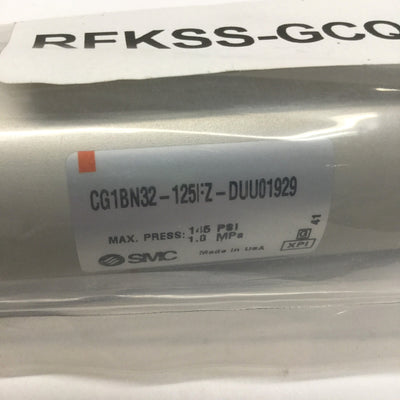 RFKSS-GCQ
CG1BN32-125FZ-DUU01929
MAX. PRESS: 145 PSI
1.0 MPa
SMC
Made in USA
XPI
41